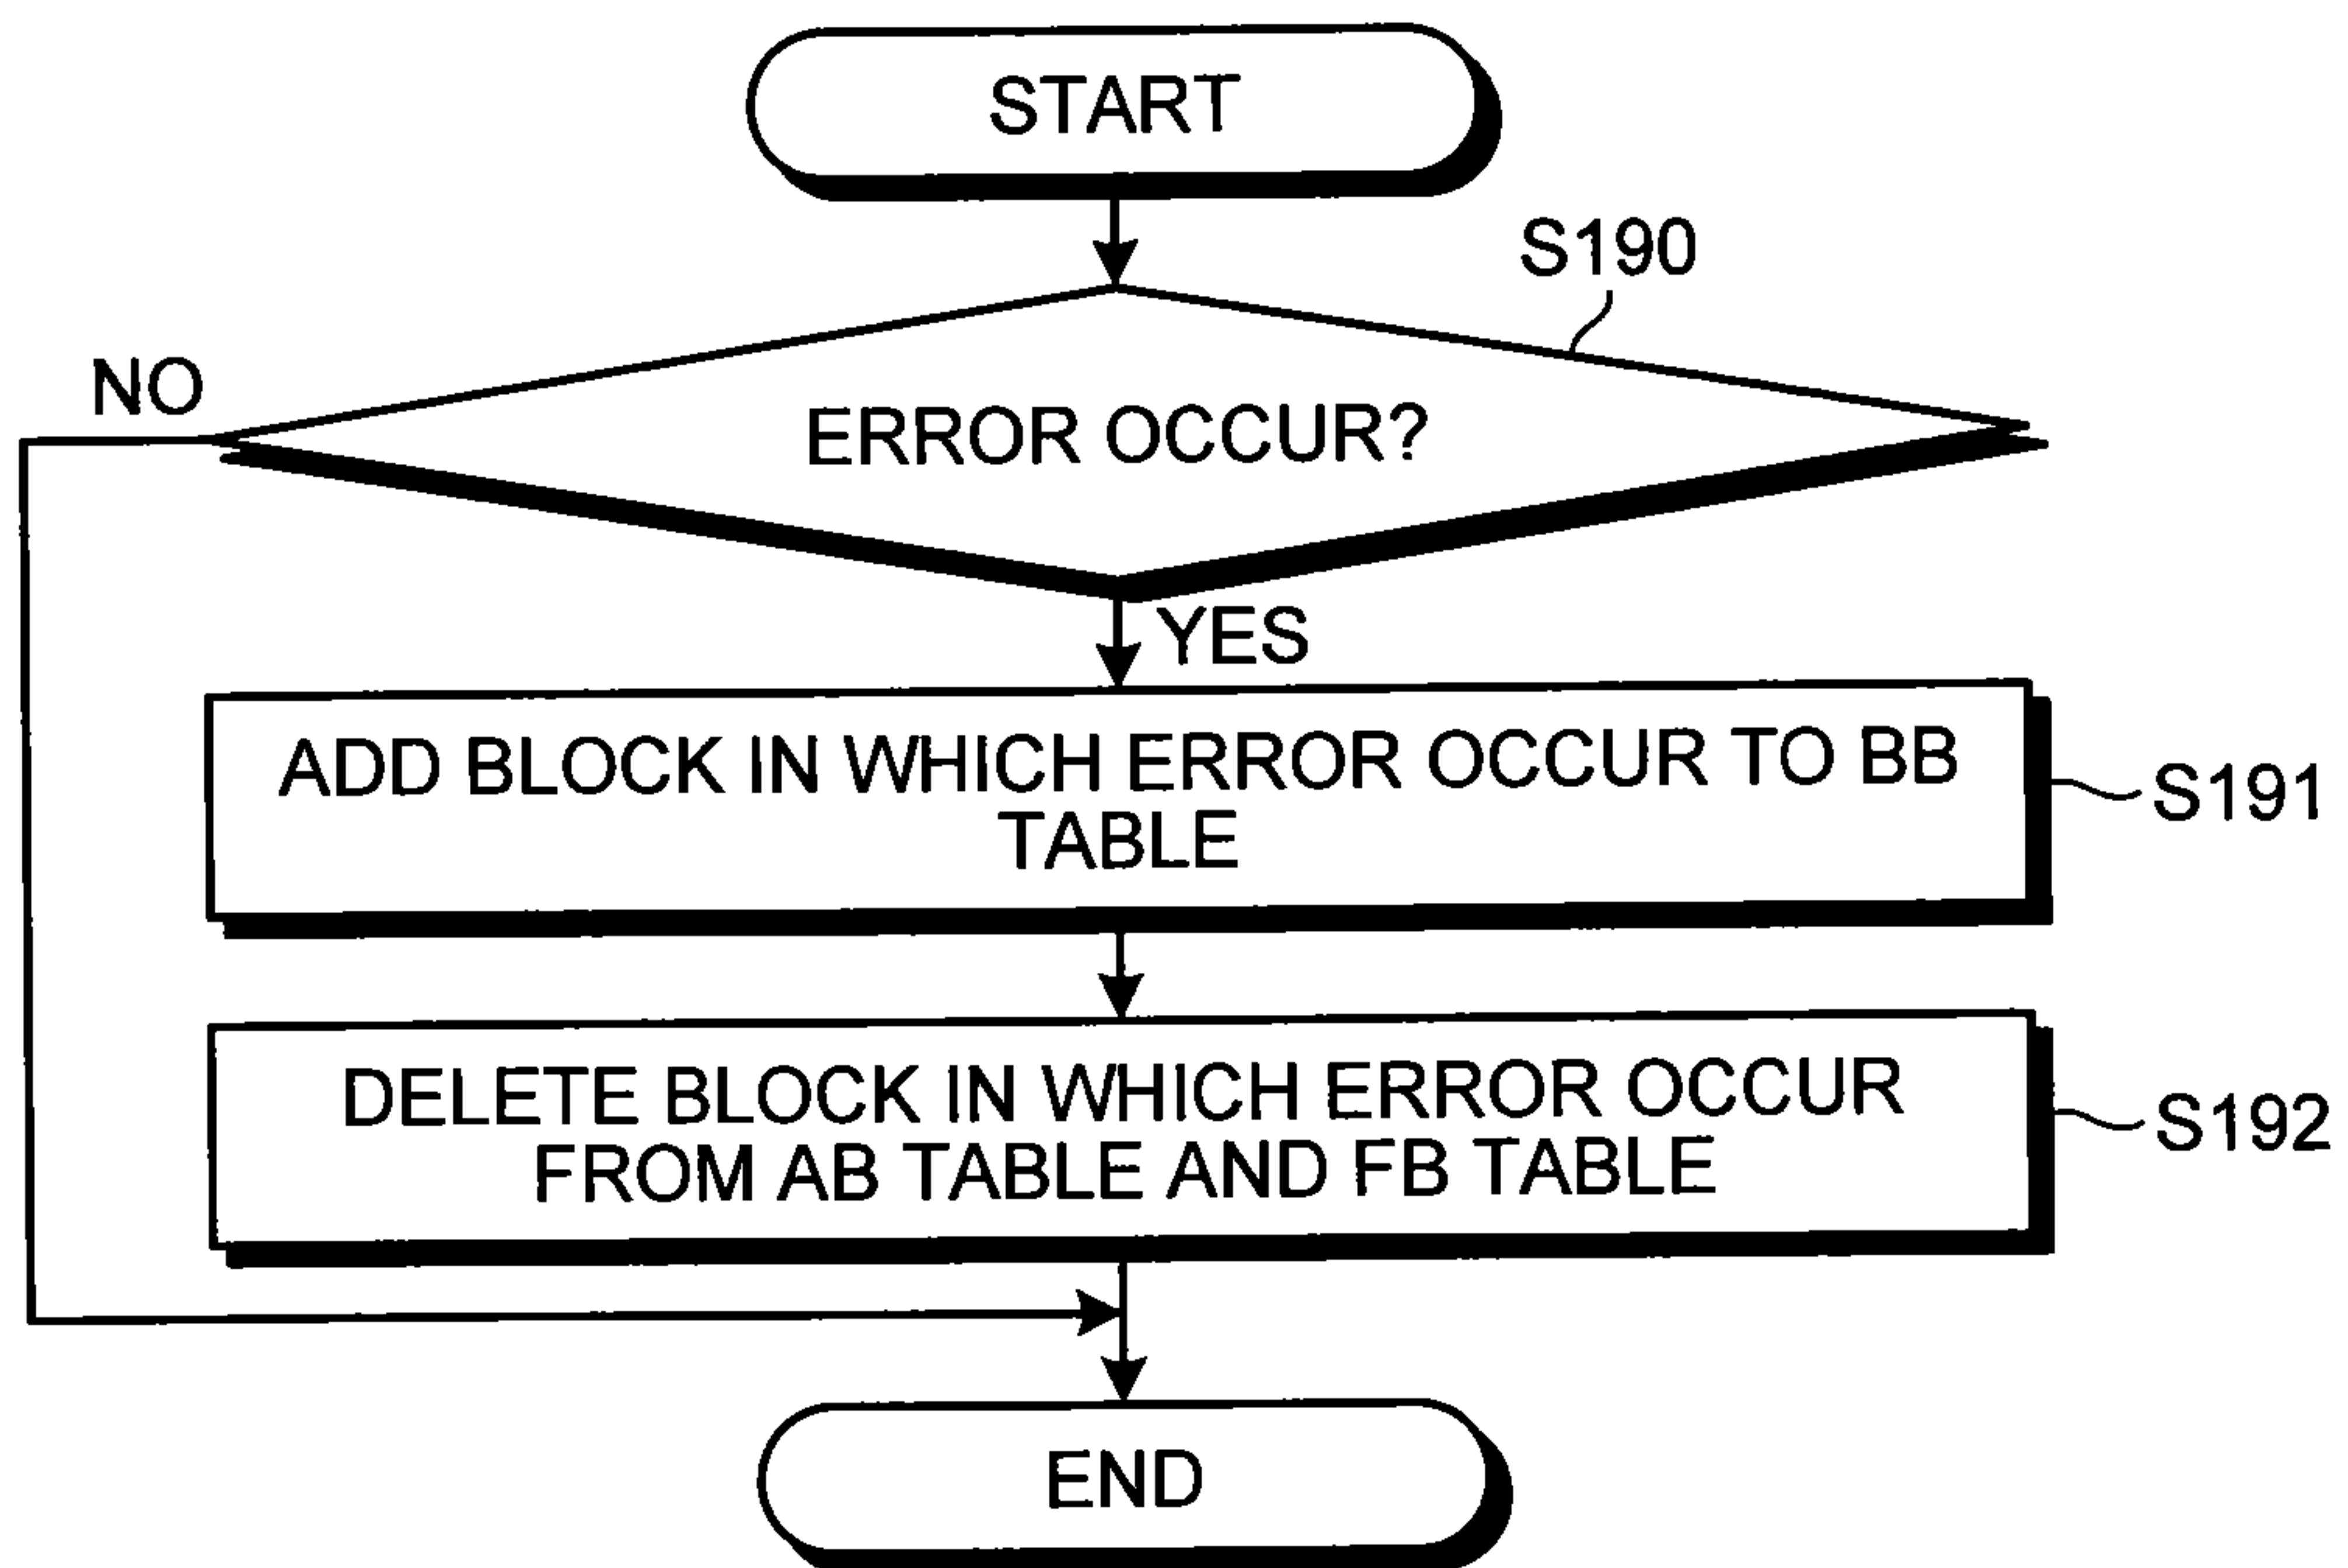 START
S190
NO
ERROR OCCUR?
YES
ADD BLOCK IN WHICH ERROR OCCUR TO BB
TABLE
S191
DELETE BLOCK IN WHICH ERROR OCCUR
FROM AB TABLE AND FB TABLE
S192
END